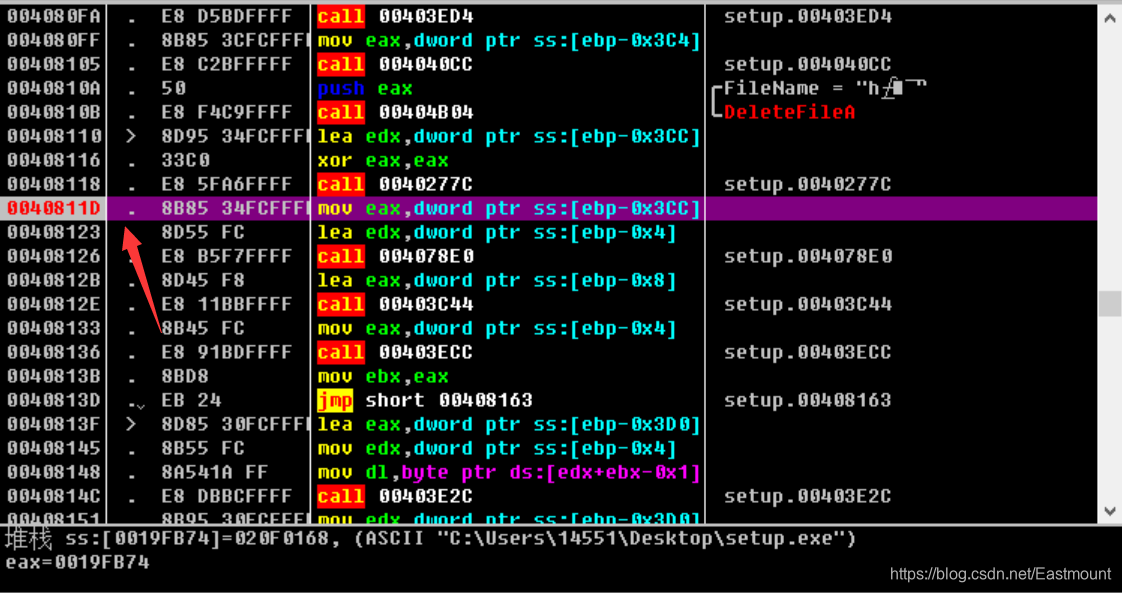 004080FA . E8 D5BDFFFF call 00403ED4 setup.00403ED4
004080FF . 8B85 3CFCFFFF mov eax,dword ptr ss:[ebp-0x3C4]
00408105 . E8 C2BFFFFF call 004040CC setup.004040CC
0040810A . 50 push eax FileName =
0040810B . E8 F4C9FFFF call 00404B04 DeleteFileA
00408110 > 8D95 34FCFFFF lea edx,dword ptr ss:[ebp-0x3CC]
00408116 . 33C0 xor eax,eax
00408118 . E8 5FA6FFFF call 0040277C setup.0040277C
0040811D . 8B85 34FCFFFF mov eax,dword ptr ss:[ebp-0x3CC]
00408123 . 8D55 FC lea edx,dword ptr ss:[ebp-0x4]
00408126 . E8 B5F7FFFF call 004078E0 setup.004078E0
0040812B . 8D45 F8 lea eax,dword ptr ss:[ebp-0x8]
0040812E . E8 11BBFFFF call 00403C44 setup.00403C44
00408133 . 8B45 FC mov eax,dword ptr ss:[ebp-0x4]
00408136 . E8 91BDFFFF call 00403ECC setup.00403ECC
0040813B . 8BD8 mov ebx,eax
0040813D . EB 24 jmp short 00408163 setup.00408163
0040813F > 8D85 30FCFFFF lea eax,dword ptr ss:[ebp-0x3D0]
00408145 . 8B55 FC mov edx,dword ptr ss:[ebp-0x4]
00408148 . 8A541A FF mov dl,byte ptr ds:[edx+ebx-0x1]
0040814C . E8 DBBCFFFF call 00403E2C setup.00403E2C
00408151 . 8B95 30FCFFFF mov edx,dword ptr ss:[ebp-0x3D0]
堆栈 ss:[0019FB74]=020F0168, (ASCII "C:\Users\14551\Desktop\setup.exe")
eax=0019FB74
https://blog.csdn.net/Eastmount